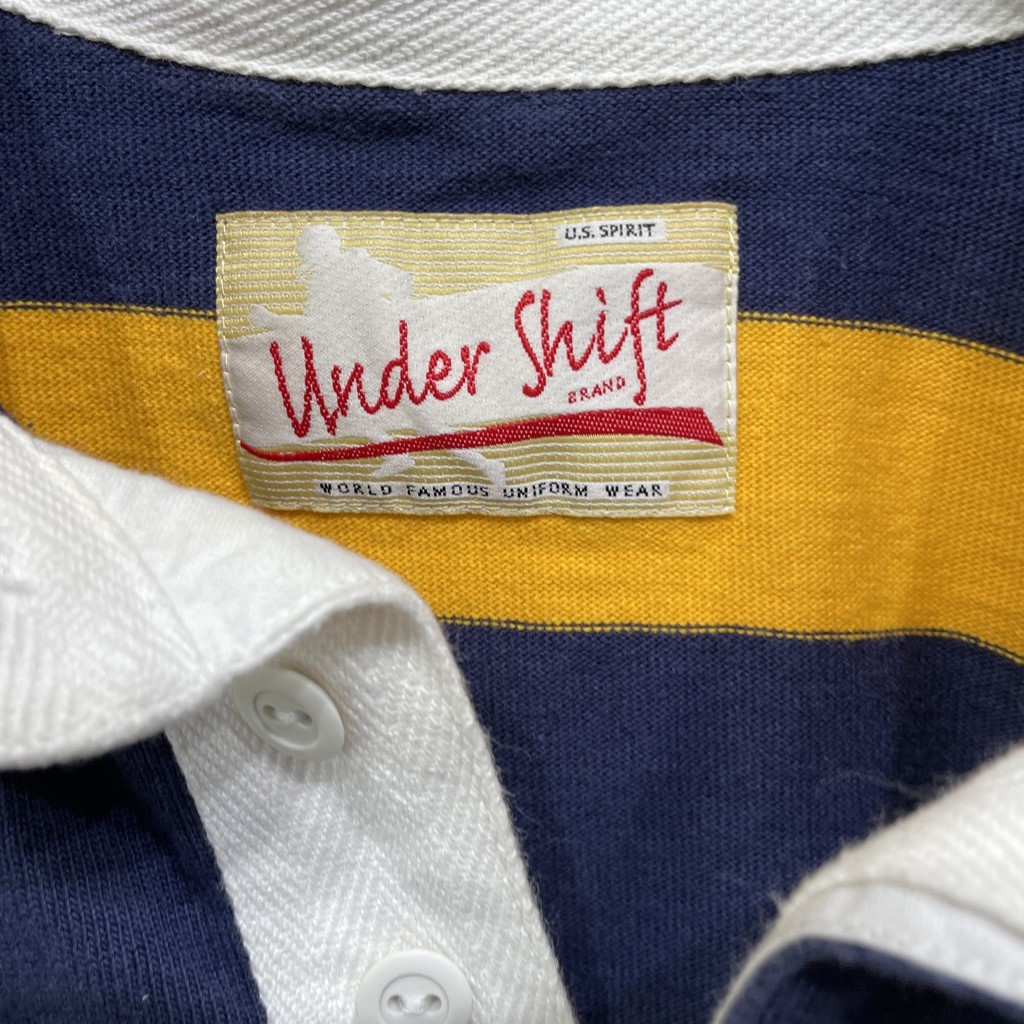 U.S. SPIRIT
Under Shift
BRAND
WORLD FAMOUS UNIFORM WEAR